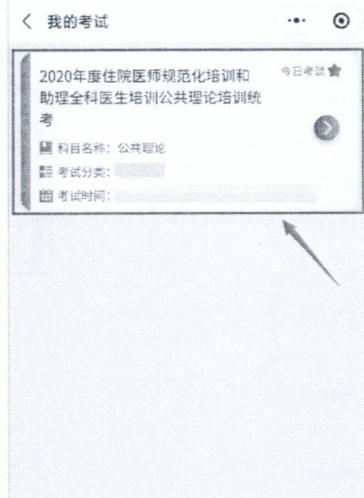 我的考试
2020年度住院医师规范化培训和
今日考试
助理全科医生培训公共理论培训统
考
科目名称：公共理论
考试分类：
考试时间：